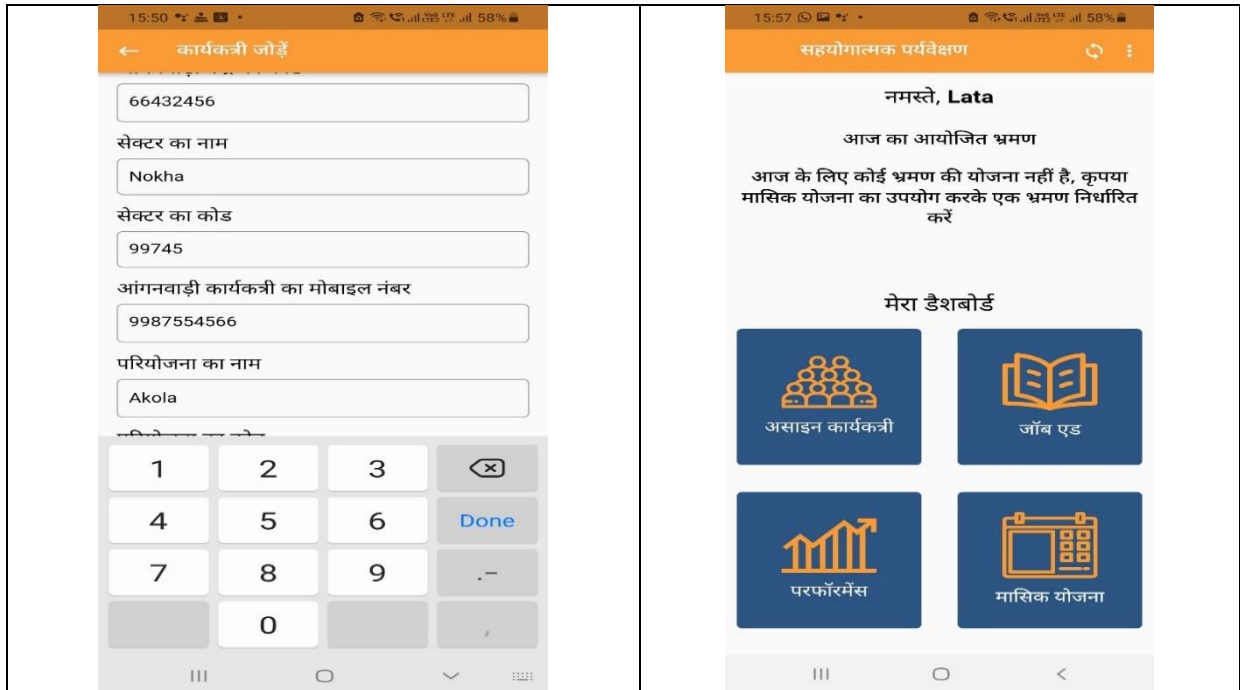 15:50
58%
← कार्यकत्री जोड़ें
66432456
सेक्टर का नाम
Nokha
सेक्टर का कोड
99745
आंगनवाड़ी कार्यकत्री का मोबाइल नंबर
9987554566
परियोजना का नाम
Akola
1 2 3
4 5 6 Done
7 8 9 .-
0 ,
15:57
58%
सहयोगात्मक पर्यवेक्षण
नमस्ते, Lata
आज का आयोजित भ्रमण
आज के लिए कोई भ्रमण की योजना नहीं है, कृपया
मासिक योजना का उपयोग करके एक भ्रमण निर्धारित
करें
मेरा डैशबोर्ड
असाइन कार्यकत्री
जॉब एड
परफॉरमेंस
मासिक योजना